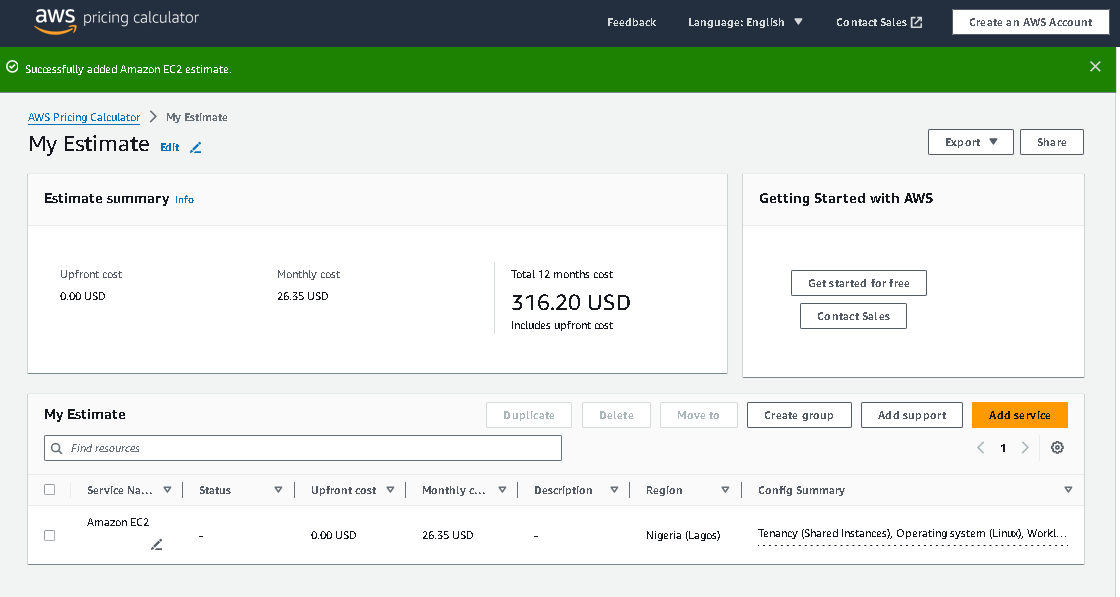 aws pricing calculator
Feedback
Language: English
Contact Sales
Create an AWS Account
Successfully added Amazon EC2 estimate.
AWS Pricing Calculator
My Estimate
My Estimate
Edit
Export
Share
Estimate summary Info
Upfront cost
0.00 USD
Monthly cost
26.35 USD
Total 12 months cost
316.20 USD
Includes upfront cost
Getting Started with AWS
Get started for free
Contact Sales
My Estimate
Duplicate
Delete
Move to
Create group
Add support
Add service
Find resources
1
Service Na...
Status
Upfront cost
Monthly c...
Description
Region
Config Summary
Amazon EC2
-
0.00 USD
26.35 USD
-
Nigeria (Lagos)
Tenancy (Shared Instances), Operating system (Linux), Workl...